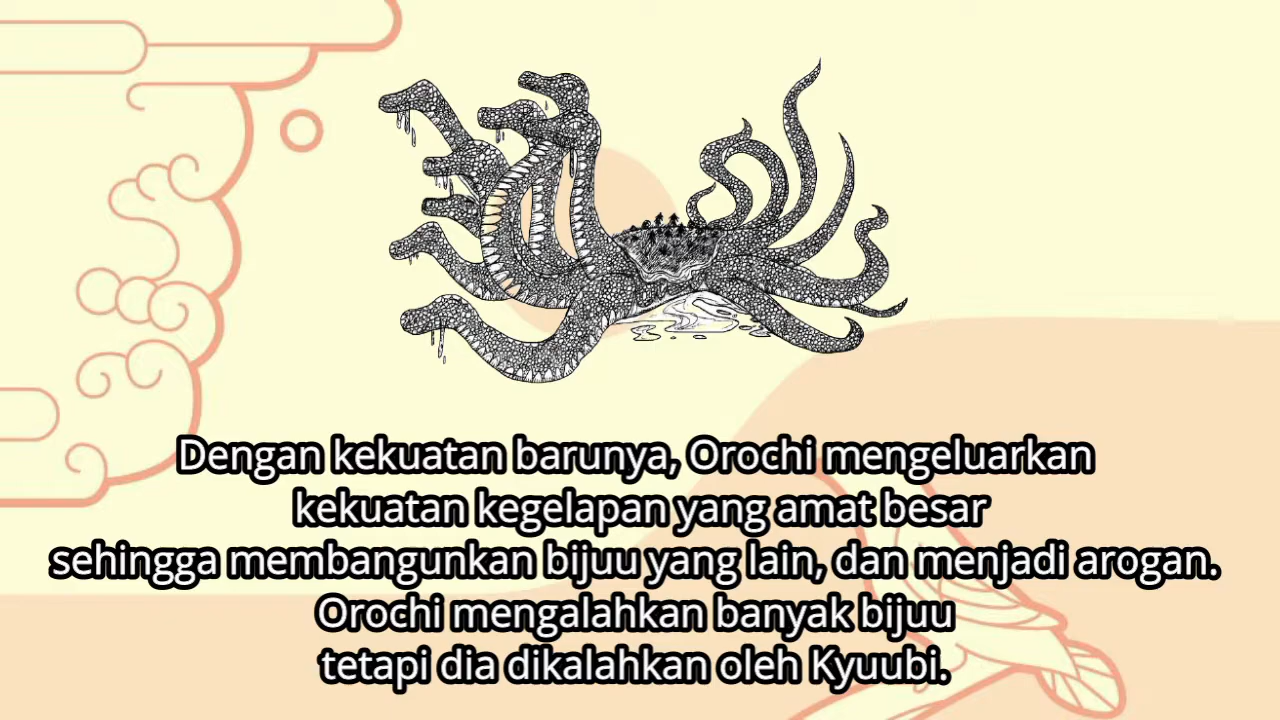 Dengan kekuatan barunya, Orochi mengeluarkan
kekuatan kegelapan yang amat besar
sehingga membangunkan bijuu yang lain, dan menjadi arogan.
Orochi mengalahkan banyak bijuu
tetapi dia dikalahkan oleh Kyuubi.